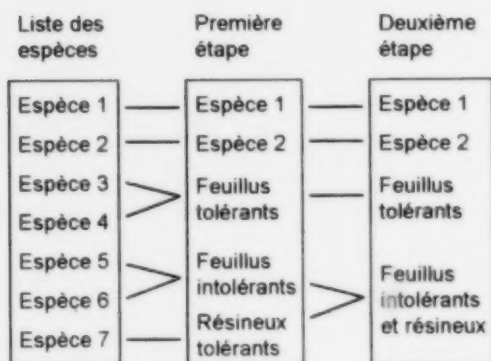 Liste des
espèces
Première
étape
Deuxième
étape
Espèce 1
Espèce 2
Espèce 3
Espèce 4
Espèce 5
Espèce 6
Espèce 7
Espèce 1
Espèce 2
Feuillus
tolérants
Feuillus
intolérants
Résineux
tolérants
Espèce 1
Espèce 2
Feuillus
tolérants
Feuillus
intolérants
et résineux